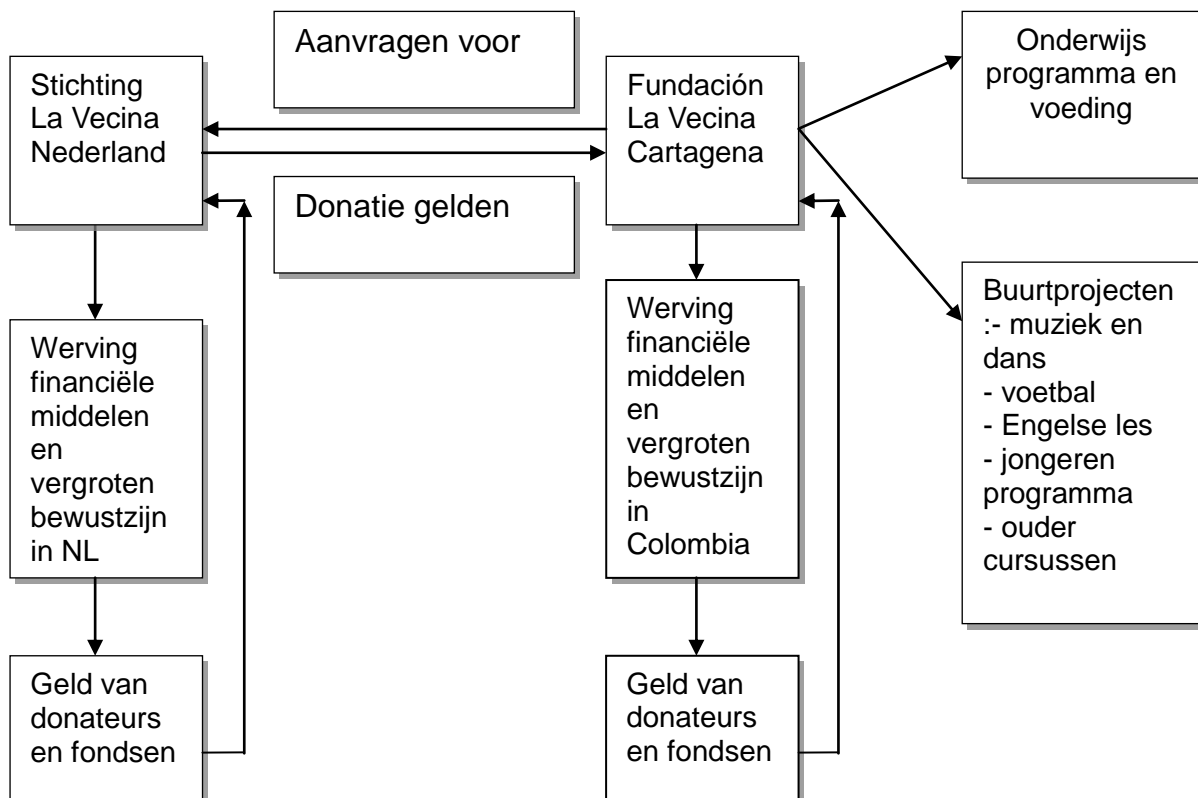 Aanvragen voor
Stichting
La Vecina
Nederland
Donatie gelden
Fundación
La Vecina
Cartagena
Onderwijs
programma en
voeding
Werving
financiële
middelen
en
vergroten
bewustzijn
in NL
Werving
financiële
middelen
en
vergroten
bewustzijn
in
Colombia
Buurtprojecten
:- muziek en
dans
- voetbal
- Engelse les
- jongeren
programma
- ouder
cursussen
Geld van
donateurs
en fondsen
Geld van
donateurs
en fondsen